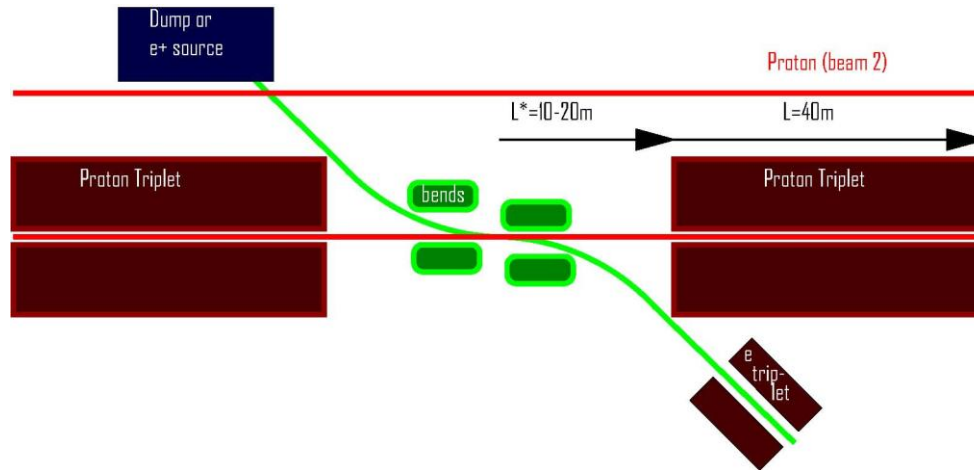 Dump or
e+ source
Proton (beam 2)
L*=10-20m
L=40m
Proton Triplet
bends
Proton Triplet
e
trip-
let